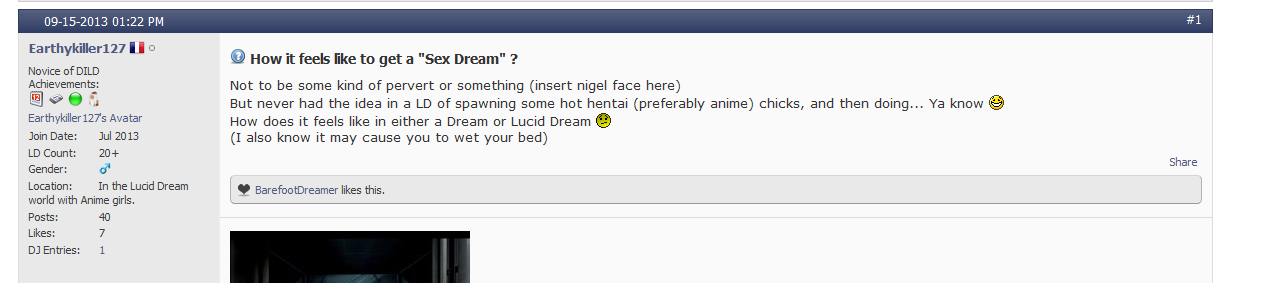 09-15-2013 01:22 PM
#1
Earthykiller127
Novice of DILD
Achievements:
Earthykiller127's Avatar
Join Date: Jul 2013
LD Count: 20+
Gender:
Location: In the Lucid Dream
world with Anime girls.
Posts: 40
Likes: 7
DJ Entries: 1
How it feels like to get a "Sex Dream" ?
Not to be some kind of pervert or something (insert nigel face here)
But never had the idea in a LD of spawning some hot hentai (preferably anime) chicks, and then doing... Ya know
How does it feels like in either a Dream or Lucid Dream
(I also know it may cause you to wet your bed)
Share
BarefootDreamer likes this.